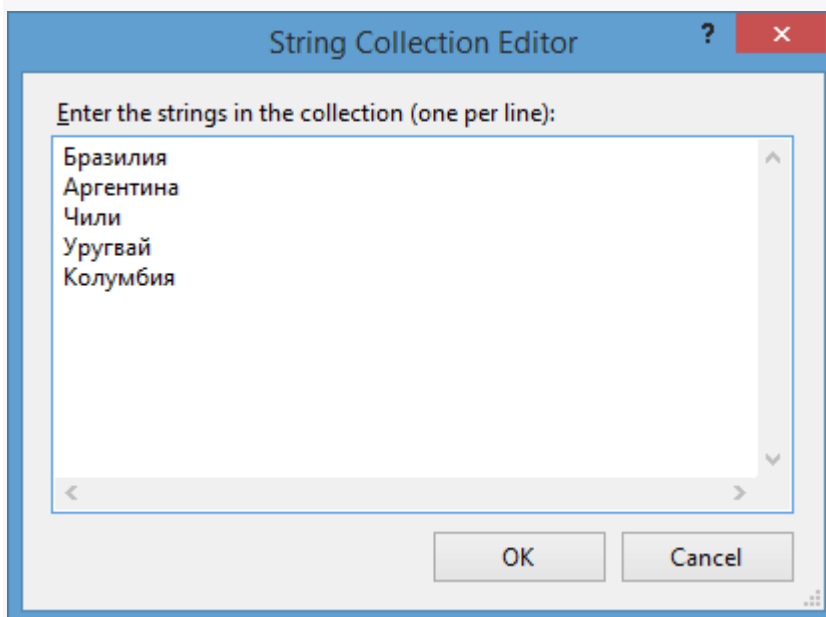 String Collection Editor
?
×
Enter the strings in the collection (one per line):
Бразилия
Аргентина
Чили
Уругвай
Колумбия
OK
Cancel